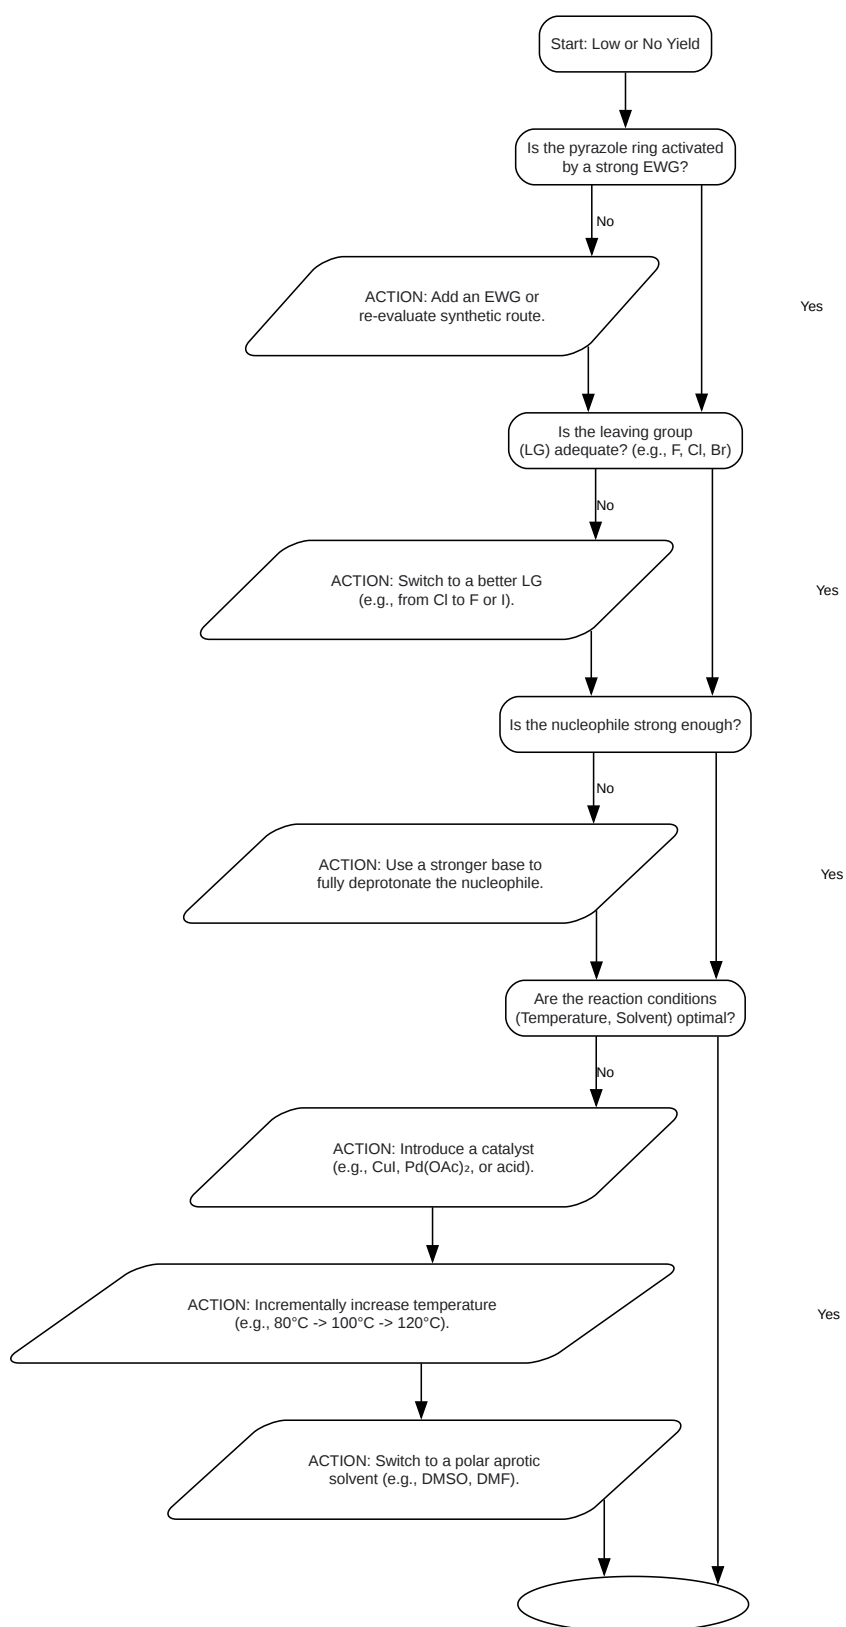 Start: Low or No Yield
Is the pyrazole ring activated
by a strong EWG?
No
ACTION: Add an EWG or
re-evaluate synthetic route.
Yes
Is the leaving group
(LG) adequate? (e.g., F, Cl, Br)
No
ACTION: Switch to a better LG
(e.g., from Cl to F or I).
Yes
Is the nucleophile strong enough?
No
ACTION: Use a stronger base to
fully deprotonate the nucleophile.
Yes
Are the reaction conditions
(Temperature, Solvent) optimal?
No
ACTION: Introduce a catalyst
(e.g., CuI, Pd(OAc)₂, or acid).
ACTION: Incrementally increase temperature
(e.g., 80°C -> 100°C -> 120°C).
Yes
ACTION: Switch to a polar aprotic
solvent (e.g., DMSO, DMF).